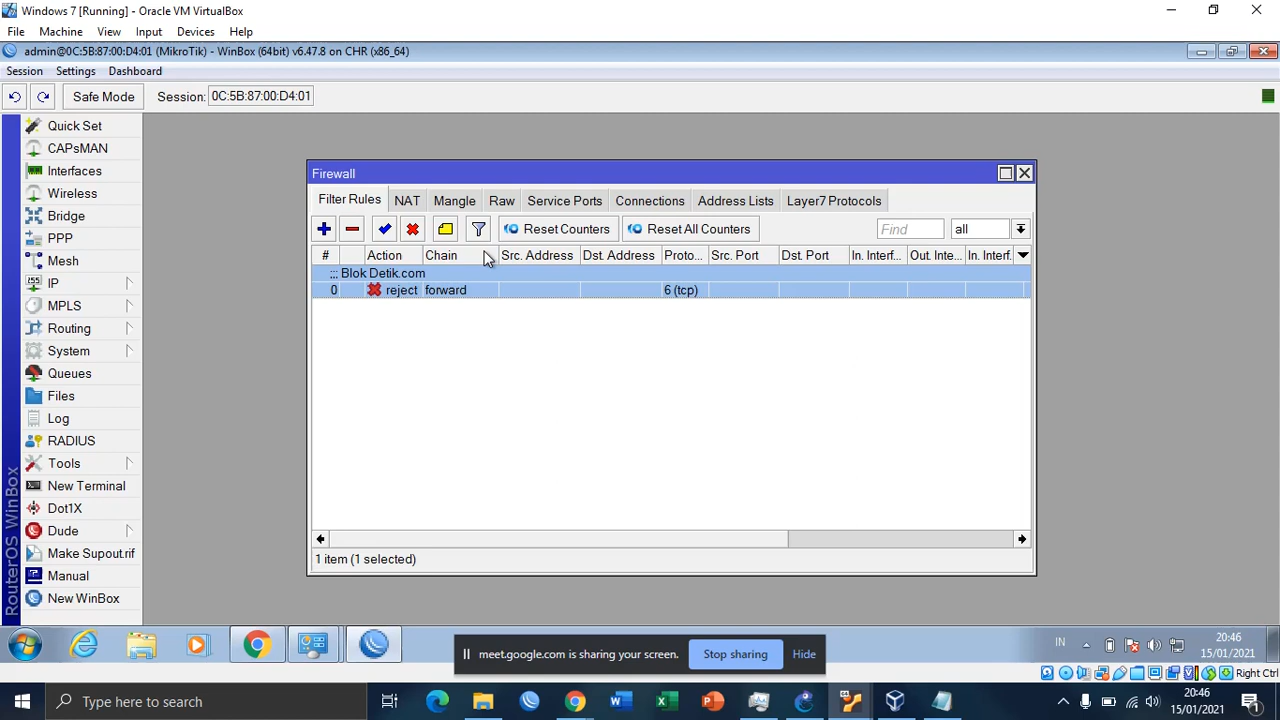 Windows 7 [Running] - Oracle VM VirtualBox
File Machine View Input Devices Help
admin@0C:5B:87:00:D4:01 (MikroTik) - WinBox (64bit) v6.47.8 on CHR (x86_64)
Session Settings Dashboard
Safe Mode Session: 0C:5B:87:00:D4:01
Quick Set
CAPsMAN
Interfaces
Wireless
Bridge
PPP
Mesh
IP
MPLS
Routing
System
Queues
Files
Log
RADIUS
Tools
New Terminal
Dot1X
Dude
Make Supout.rif
Manual
New WinBox
RouterOS WinBox
Firewall
Filter Rules NAT Mangle Raw Service Ports Connections Address Lists Layer7 Protocols
Reset Counters Reset All Counters Find all
# Action Chain Src. Address Dst. Address Proto... Src. Port Dst. Port In. Interf... Out. Inte... In. Interf.
;;; Blok Detik.com
0 reject forward 6 (tcp)
1 item (1 selected)
IN 20:46
15/01/2021
meet.google.com is sharing your screen. Stop sharing Hide
Right Ctrl
Type here to search
20:46
15/01/2021
1